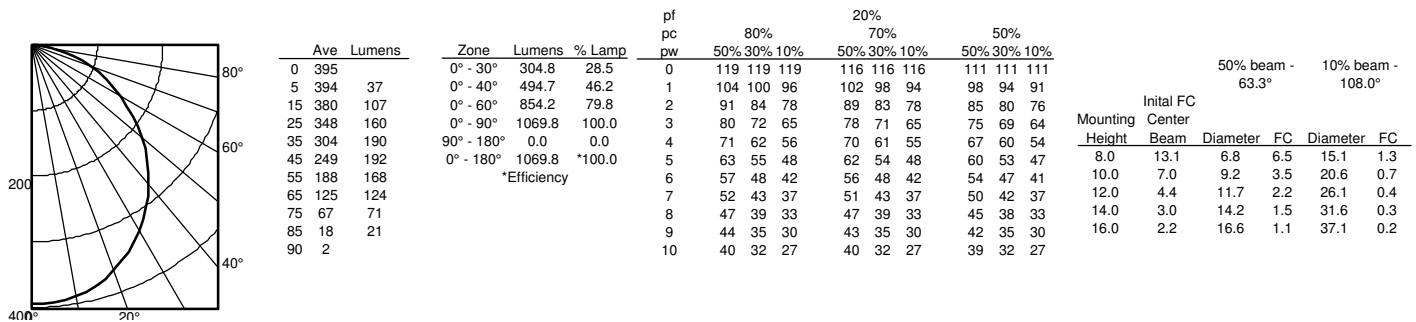 80°
60°
40°
20°
0°
200
400
Ave Lumens
0 395
5 394 37
15 380 107
25 348 160
35 304 190
45 249 192
55 188 168
65 125 124
75 67 71
85 18 21
90 2
Zone Lumens % Lamp
0° - 30° 304.8 28.5
0° - 40° 494.7 46.2
0° - 60° 854.2 79.8
0° - 90° 1069.8 100.0
90° - 180° 0.0 0.0
0° - 180° 1069.8 *100.0
*Efficiency
pf 20%
pc 80% 70% 50%
pw 50% 30% 10% 50% 30% 10% 50% 30% 10%
0 119 119 119 116 116 116 111 111 111
1 104 100 96 102 98 94 98 94 91
2 91 84 78 89 83 78 85 80 76
3 80 72 65 78 71 65 75 69 64
4 71 62 56 70 61 55 67 60 54
5 63 55 48 62 54 48 60 53 47
6 57 48 42 56 48 42 54 47 41
7 52 43 37 51 43 37 50 42 37
8 47 39 33 47 39 33 45 38 33
9 44 35 30 43 35 30 42 35 30
10 40 32 27 40 32 27 39 32 27
50% beam - 10% beam -
63.3° 108.0°
Inital FC
Mounting Center
Height Beam Diameter FC Diameter FC
8.0 13.1 6.8 6.5 15.1 1.3
10.0 7.0 9.2 3.5 20.6 0.7
12.0 4.4 11.7 2.2 26.1 0.4
14.0 3.0 14.2 1.5 31.6 0.3
16.0 2.2 16.6 1.1 37.1 0.2